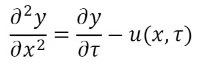 ∂²y/∂x² = ∂y/∂τ − u(x, τ)